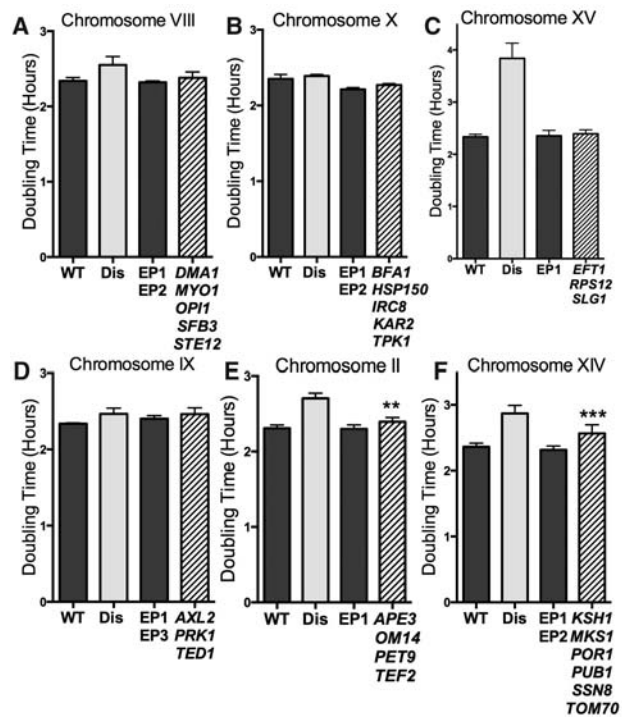 A
Chromosome VIII
Doubling Time (Hours)
3
2
1
0
WT
Dis
EP1
EP2
DMA1
MYO1
OPI1
SFB3
STE12
B
Chromosome X
Doubling Time (Hours)
3
2
1
0
WT
Dis
EP1
EP2
BFA1
HSP150
IRC8
KAR2
TPK1
C
Chromosome XV
Doubling Time (Hours)
4
2
0
WT
Dis
EP1
EFT1
RPS12
SLG1
D
Chromosome IX
Doubling Time (Hours)
3
2
1
0
WT
Dis
EP1
EP3
AXL2
PRK1
TED1
E
Chromosome II
Doubling Time (Hours)
3
2
1
0
**
WT
Dis
EP1
APE3
OM14
PET9
TEF2
F
Chromosome XIV
Doubling Time (Hours)
3
2
1
0
***
WT
Dis
EP1
EP2
KSH1
MKS1
POR1
PUB1
SSN8
TOM70